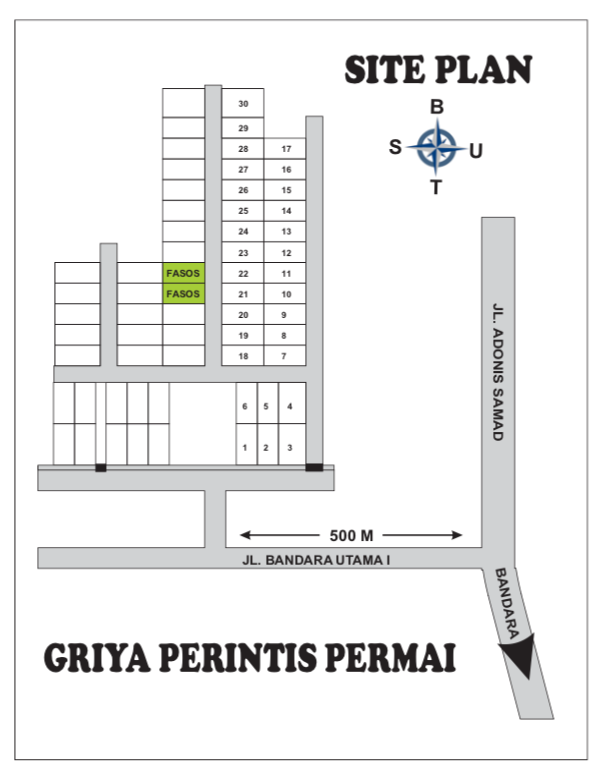 SITE PLAN
B
S U
T
30
29
28 17
27 16
26 15
25 14
24 13
23 12
FASOS 22 11
FASOS 21 10
20 9
19 8
18 7
6 5 4
1 2 3
JL. ADONIS SAMAD
500 M
JL. BANDARA UTAMA I
BANDARA
GRIYA PERINTIS PERMAI